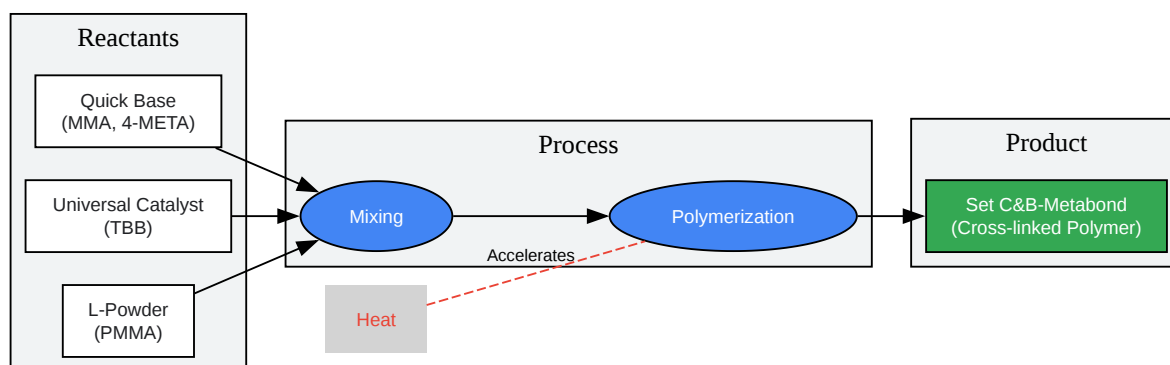 Reactants
Quick Base
(MMA, 4-META)
Universal Catalyst
(TBB)
L-Powder
(PMMA)
Process
Mixing
Polymerization
Accelerates
Heat
Product
Set C&B-Metabond
(Cross-linked Polymer)